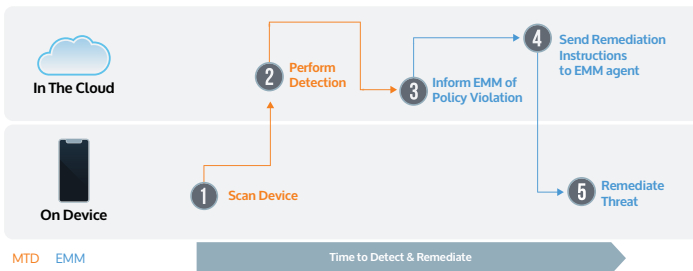 In The Cloud
2
Perform
Detection
3
Inform EMM of
Policy Violation
4
Send Remediation
Instructions
to EMM agent
On Device
1
Scan Device
5
Remediate
Threat
MTD EMM
Time to Detect & Remediate